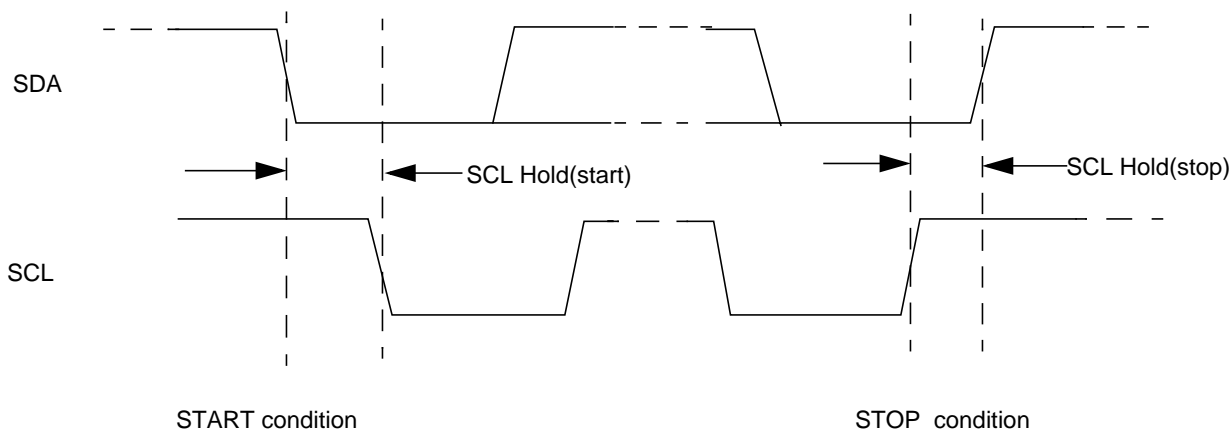 SDA
SCL Hold(start)
SCL Hold(stop)
SCL
START condition
STOP condition